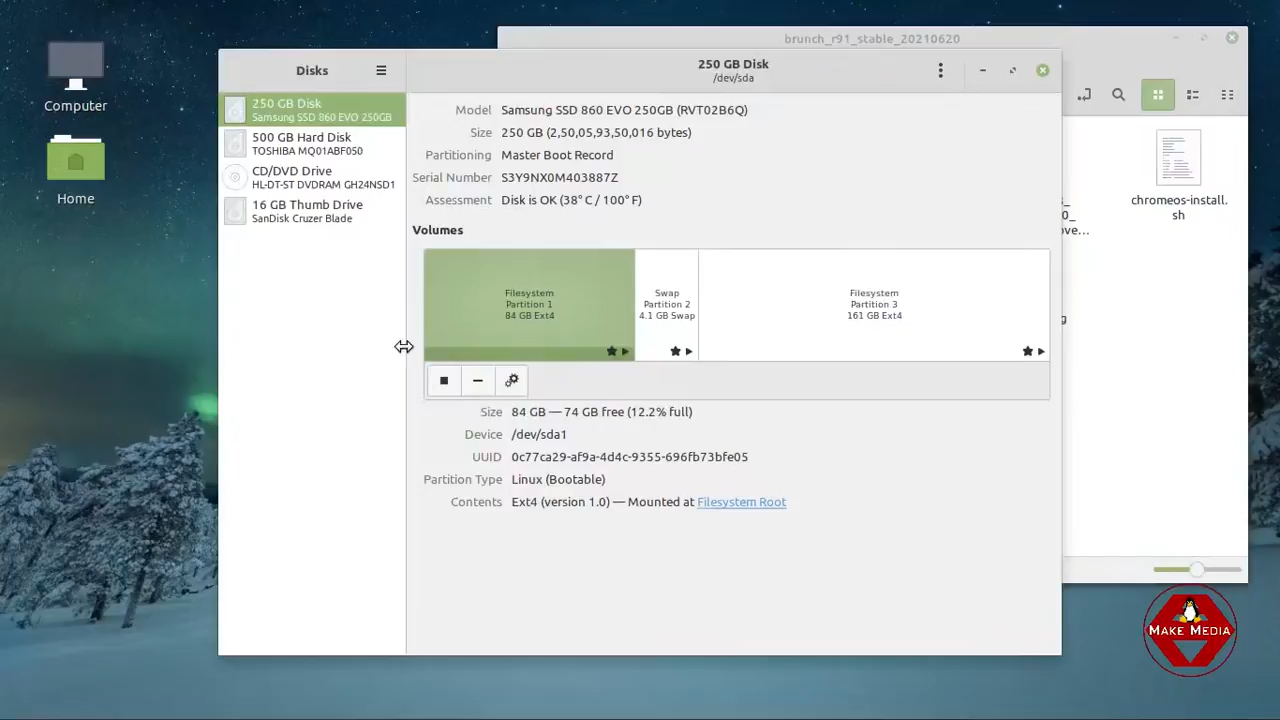 Computer
Home
brunch_r91_stable_20210620
chromeos-install.
sh
Disks
250 GB Disk
/dev/sda
250 GB Disk
Samsung SSD 860 EVO 250GB
500 GB Hard Disk
TOSHIBA MQ01ABF050
CD/DVD Drive
HL-DT-ST DVDRAM GH24NSD1
16 GB Thumb Drive
SanDisk Cruzer Blade
Model Samsung SSD 860 EVO 250GB (RVT02B6Q)
Size 250 GB (2,50,05,93,50,016 bytes)
Partitioning Master Boot Record
Serial Number S3Y9NX0M403887Z
Assessment Disk is OK (38° C / 100° F)
Volumes
Filesystem
Partition 1
84 GB Ext4
Swap
Partition 2
4.1 GB Swap
Filesystem
Partition 3
161 GB Ext4
Size 84 GB — 74 GB free (12.2% full)
Device /dev/sda1
UUID 0c77ca29-af9a-4d4c-9355-696fb73bfe05
Partition Type Linux (Bootable)
Contents Ext4 (version 1.0) — Mounted at Filesystem Root
MAKE MEDIA